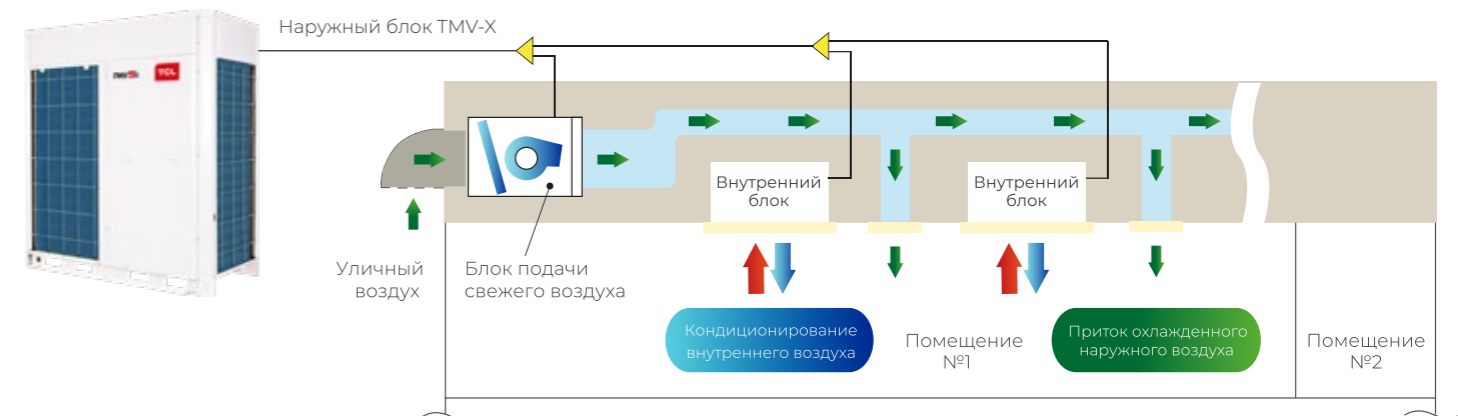 Наружный блок TMV-X
TCL
Внутренний
блок
Внутренний
блок
Уличный
воздух
Блок подачи
свежего воздуха
Кондиционирование
внутреннего воздуха
Помещение
№1
Приток охлажденного
наружного воздуха
Помещение
№2